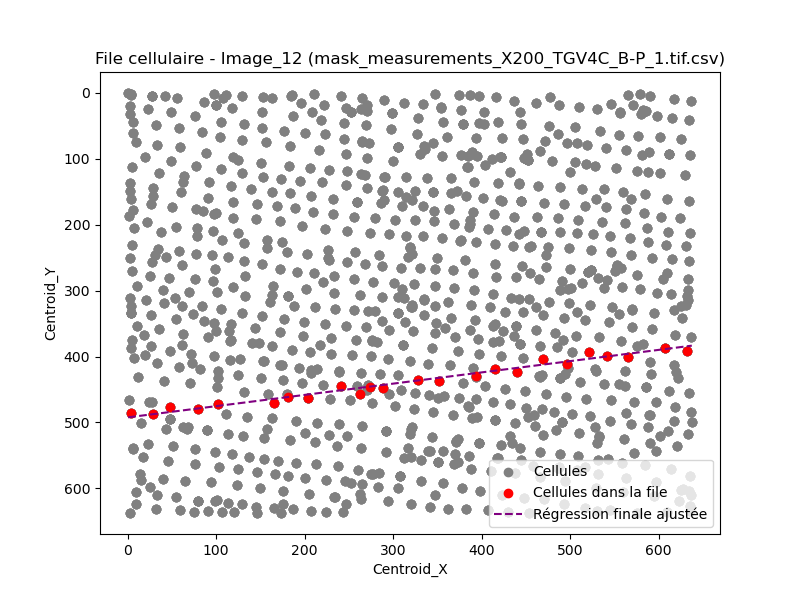 File cellulaire - Image_12 (mask_measurements_X200_TGV4C_B-P_1.tif.csv)
0
100
200
300
400
500
600
Centroid_Y
Cellules
Cellules dans la file
Régression finale ajustée
0 100 200 300 400 500 600
Centroid_X